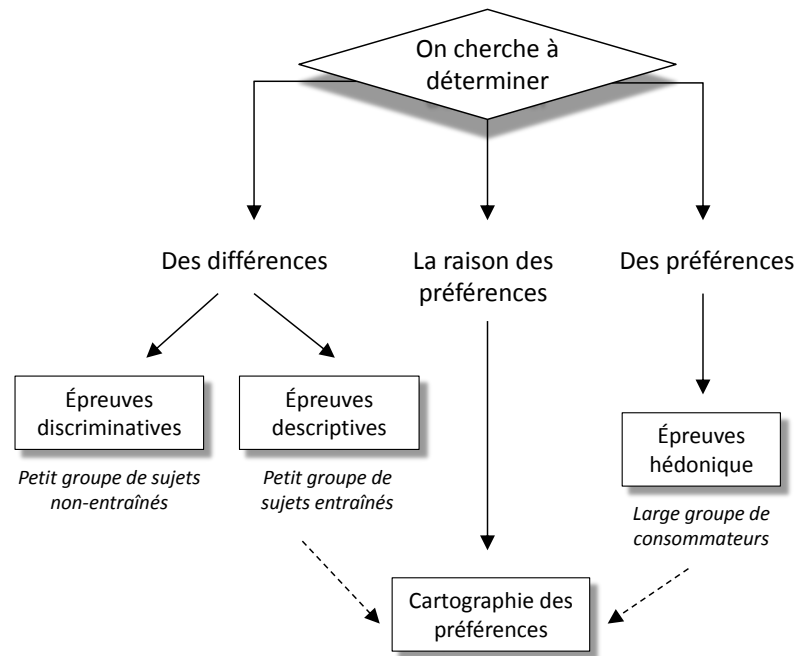 On cherche à
déterminer
Des différences
La raison des
préférences
Des préférences
Épreuves
discriminatives
Petit groupe de sujets
non-entraînés
Épreuves
descriptives
Petit groupe de
sujets entraînés
Épreuves
hédonique
Large groupe de
consommateurs
Cartographie des
préférences